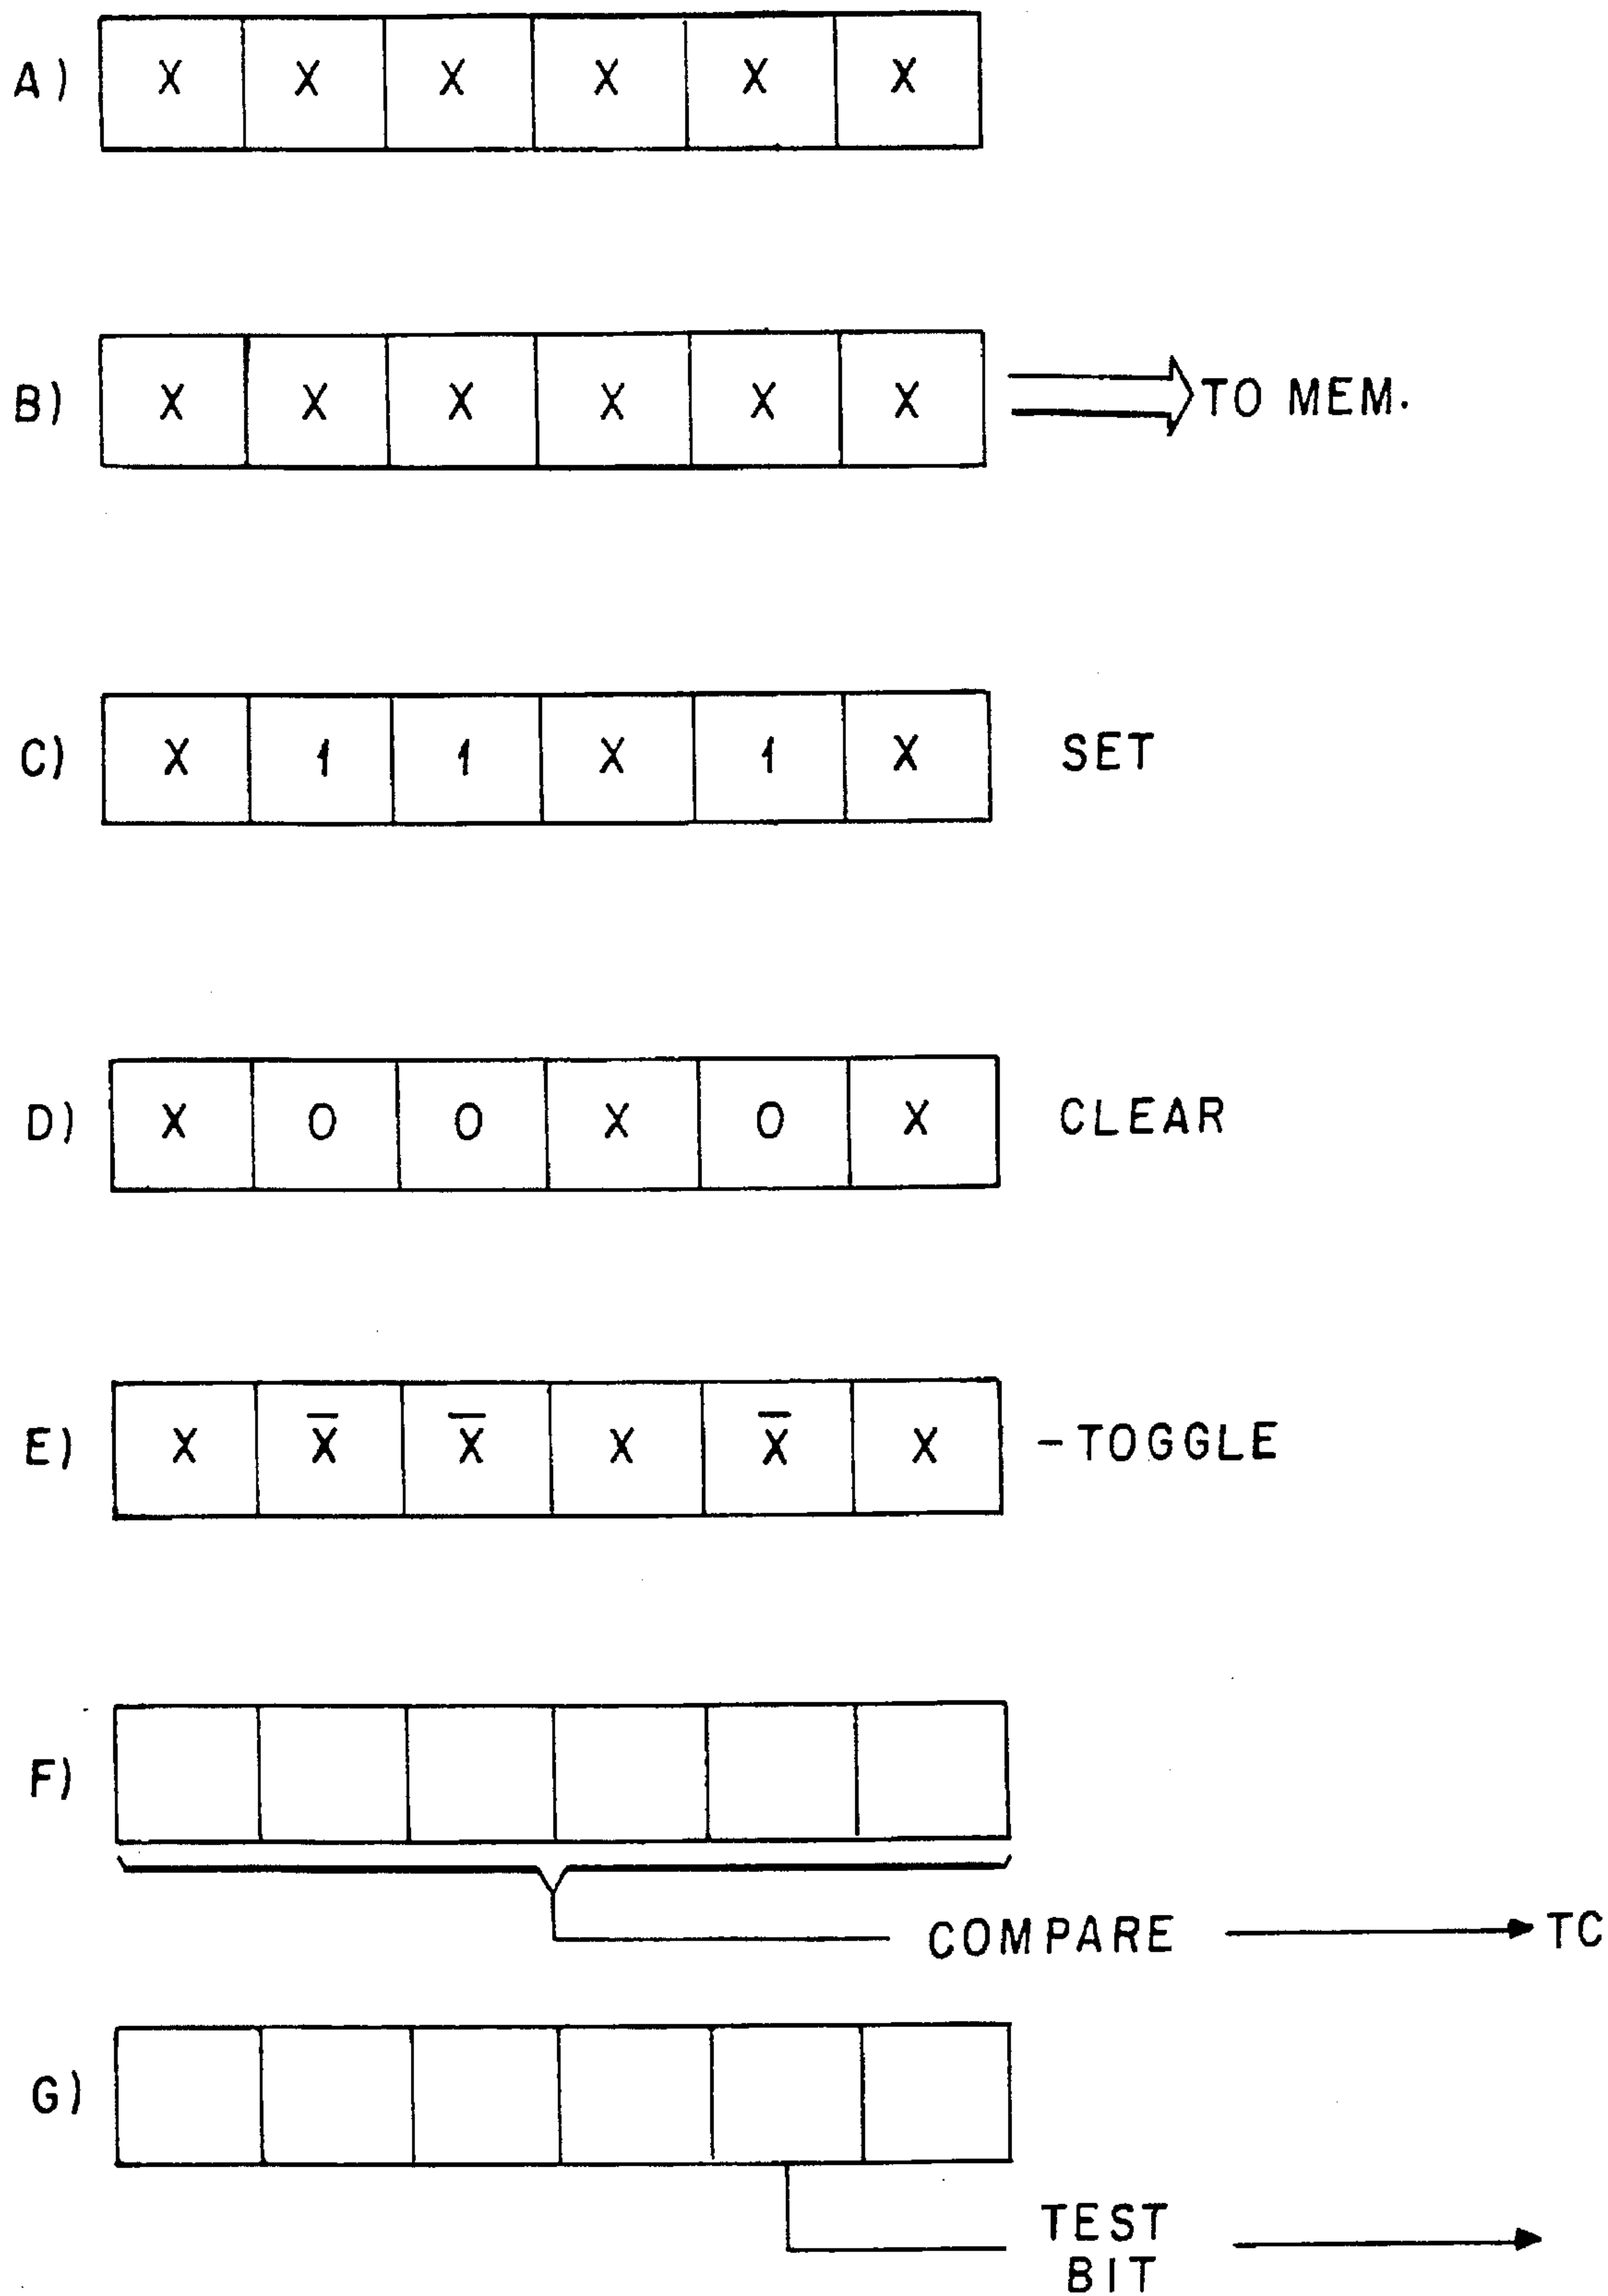 A) X X X X X X
B) X X X X X X TO MEM.
C) X 1 1 X 1 X SET
D) X 0 0 X 0 X CLEAR
E) X X̅ X̅ X X̅ X -TOGGLE
F)
COMPARE TC
G)
TEST
BIT